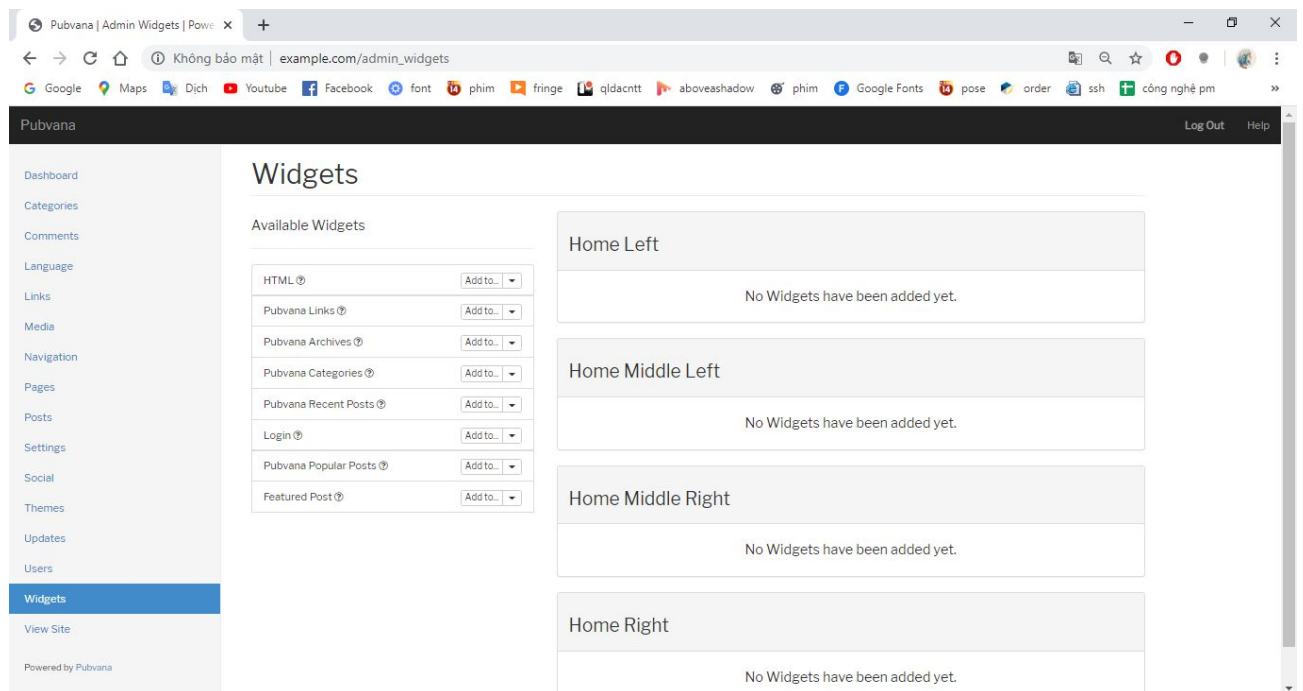 Pubvana | Admin Widgets | Powe
Không bảo mật | example.com/admin_widgets
Google Maps Dịch Youtube Facebook font phim fringe qldacntt aboveashadow phim Google Fonts pose order ssh công nghệ pm »
Pubvana Log Out Help
Dashboard
Categories
Comments
Language
Links
Media
Navigation
Pages
Posts
Settings
Social
Themes
Updates
Users
Widgets
View Site
Powered by Pubvana
Widgets
Available Widgets
HTML Add to...
Pubvana Links Add to...
Pubvana Archives Add to...
Pubvana Categories Add to...
Pubvana Recent Posts Add to...
Login Add to...
Pubvana Popular Posts Add to...
Featured Post Add to...
Home Left
No Widgets have been added yet.
Home Middle Left
No Widgets have been added yet.
Home Middle Right
No Widgets have been added yet.
Home Right
No Widgets have been added yet.